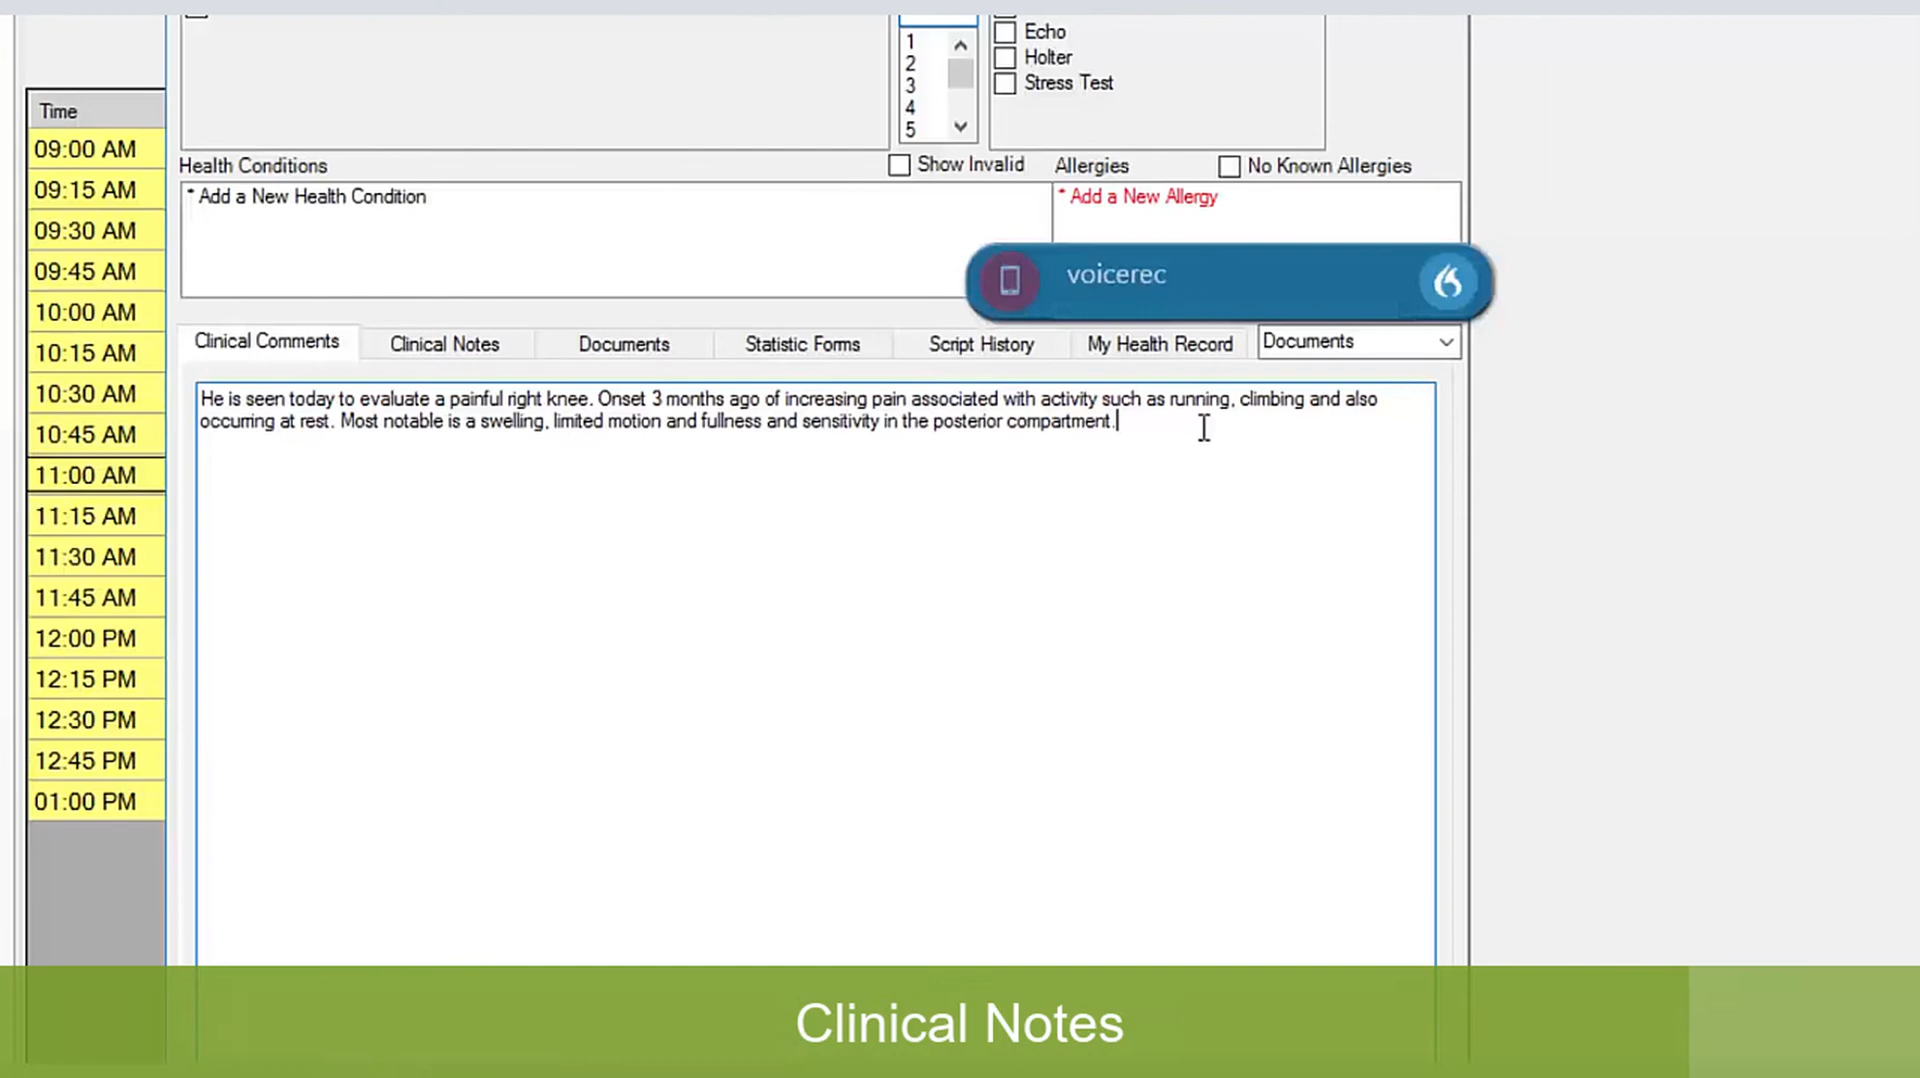 1
2
3
4
5
Echo
Holter
Stress Test
Time
09:00 AM
09:15 AM
09:30 AM
09:45 AM
10:00 AM
10:15 AM
10:30 AM
10:45 AM
11:00 AM
11:15 AM
11:30 AM
11:45 AM
12:00 PM
12:15 PM
12:30 PM
12:45 PM
01:00 PM
Health Conditions
Show Invalid
Allergies
No Known Allergies
* Add a New Health Condition
* Add a New Allergy
voicerec
Clinical Comments
Clinical Notes
Documents
Statistic Forms
Script History
My Health Record
Documents
He is seen today to evaluate a painful right knee. Onset 3 months ago of increasing pain associated with activity such as running, climbing and also
occurring at rest. Most notable is a swelling, limited motion and fullness and sensitivity in the posterior compartment.
Clinical Notes